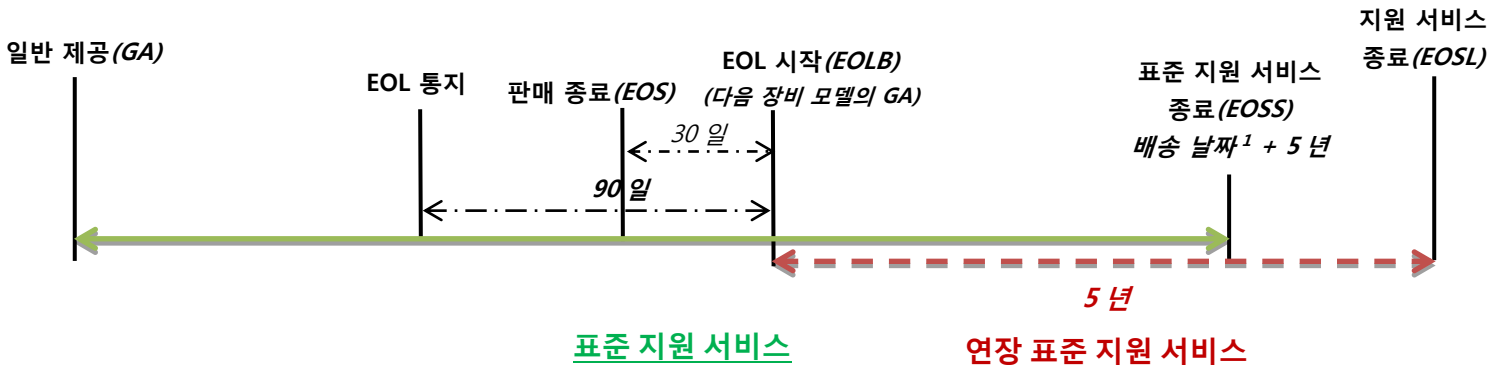 일반 제공(GA)
EOL 통지
판매 종료(EOS)
EOL 시작(EOLB)
(다음 장비 모델의 GA)
표준 지원 서비스
종료(EOSS)
배송 날짜¹ + 5 년
지원 서비스
종료(EOSL)
30 일
90 일
5 년
표준 지원 서비스
연장 표준 지원 서비스